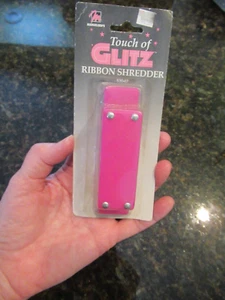 Touch of
GLITZ
RIBBON SHREDDER